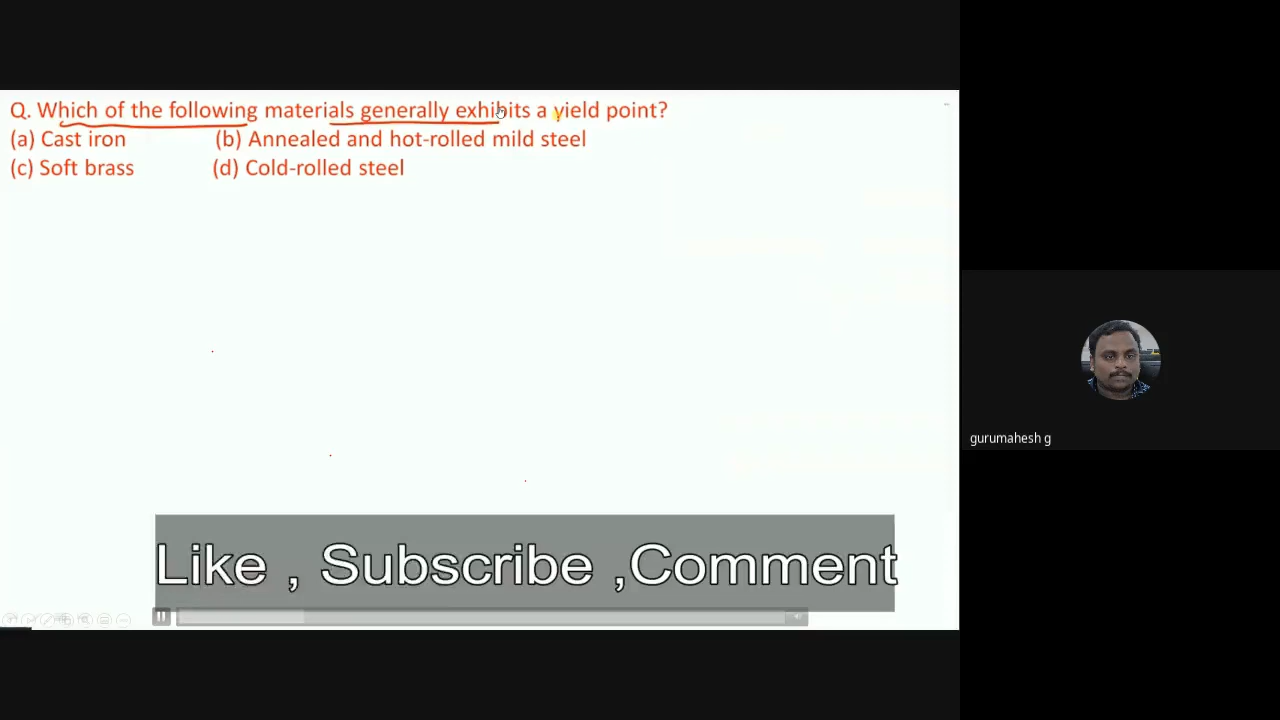 Q. Which of the following materials generally exhibits a yield point?
(a) Cast iron (b) Annealed and hot-rolled mild steel
(c) Soft brass (d) Cold-rolled steel
gurumahesh g
Like , Subscribe ,Comment